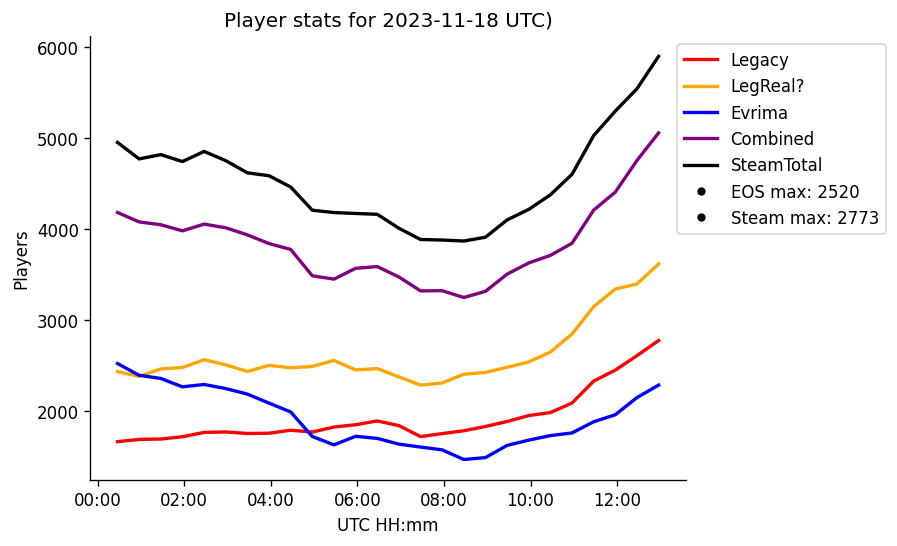 Player stats for 2023-11-18 UTC)
6000
5000
4000
3000
2000
Players
00:00 02:00 04:00 06:00 08:00 10:00 12:00
UTC HH:mm
Legacy
LegReal?
Evrima
Combined
SteamTotal
EOS max: 2520
Steam max: 2773